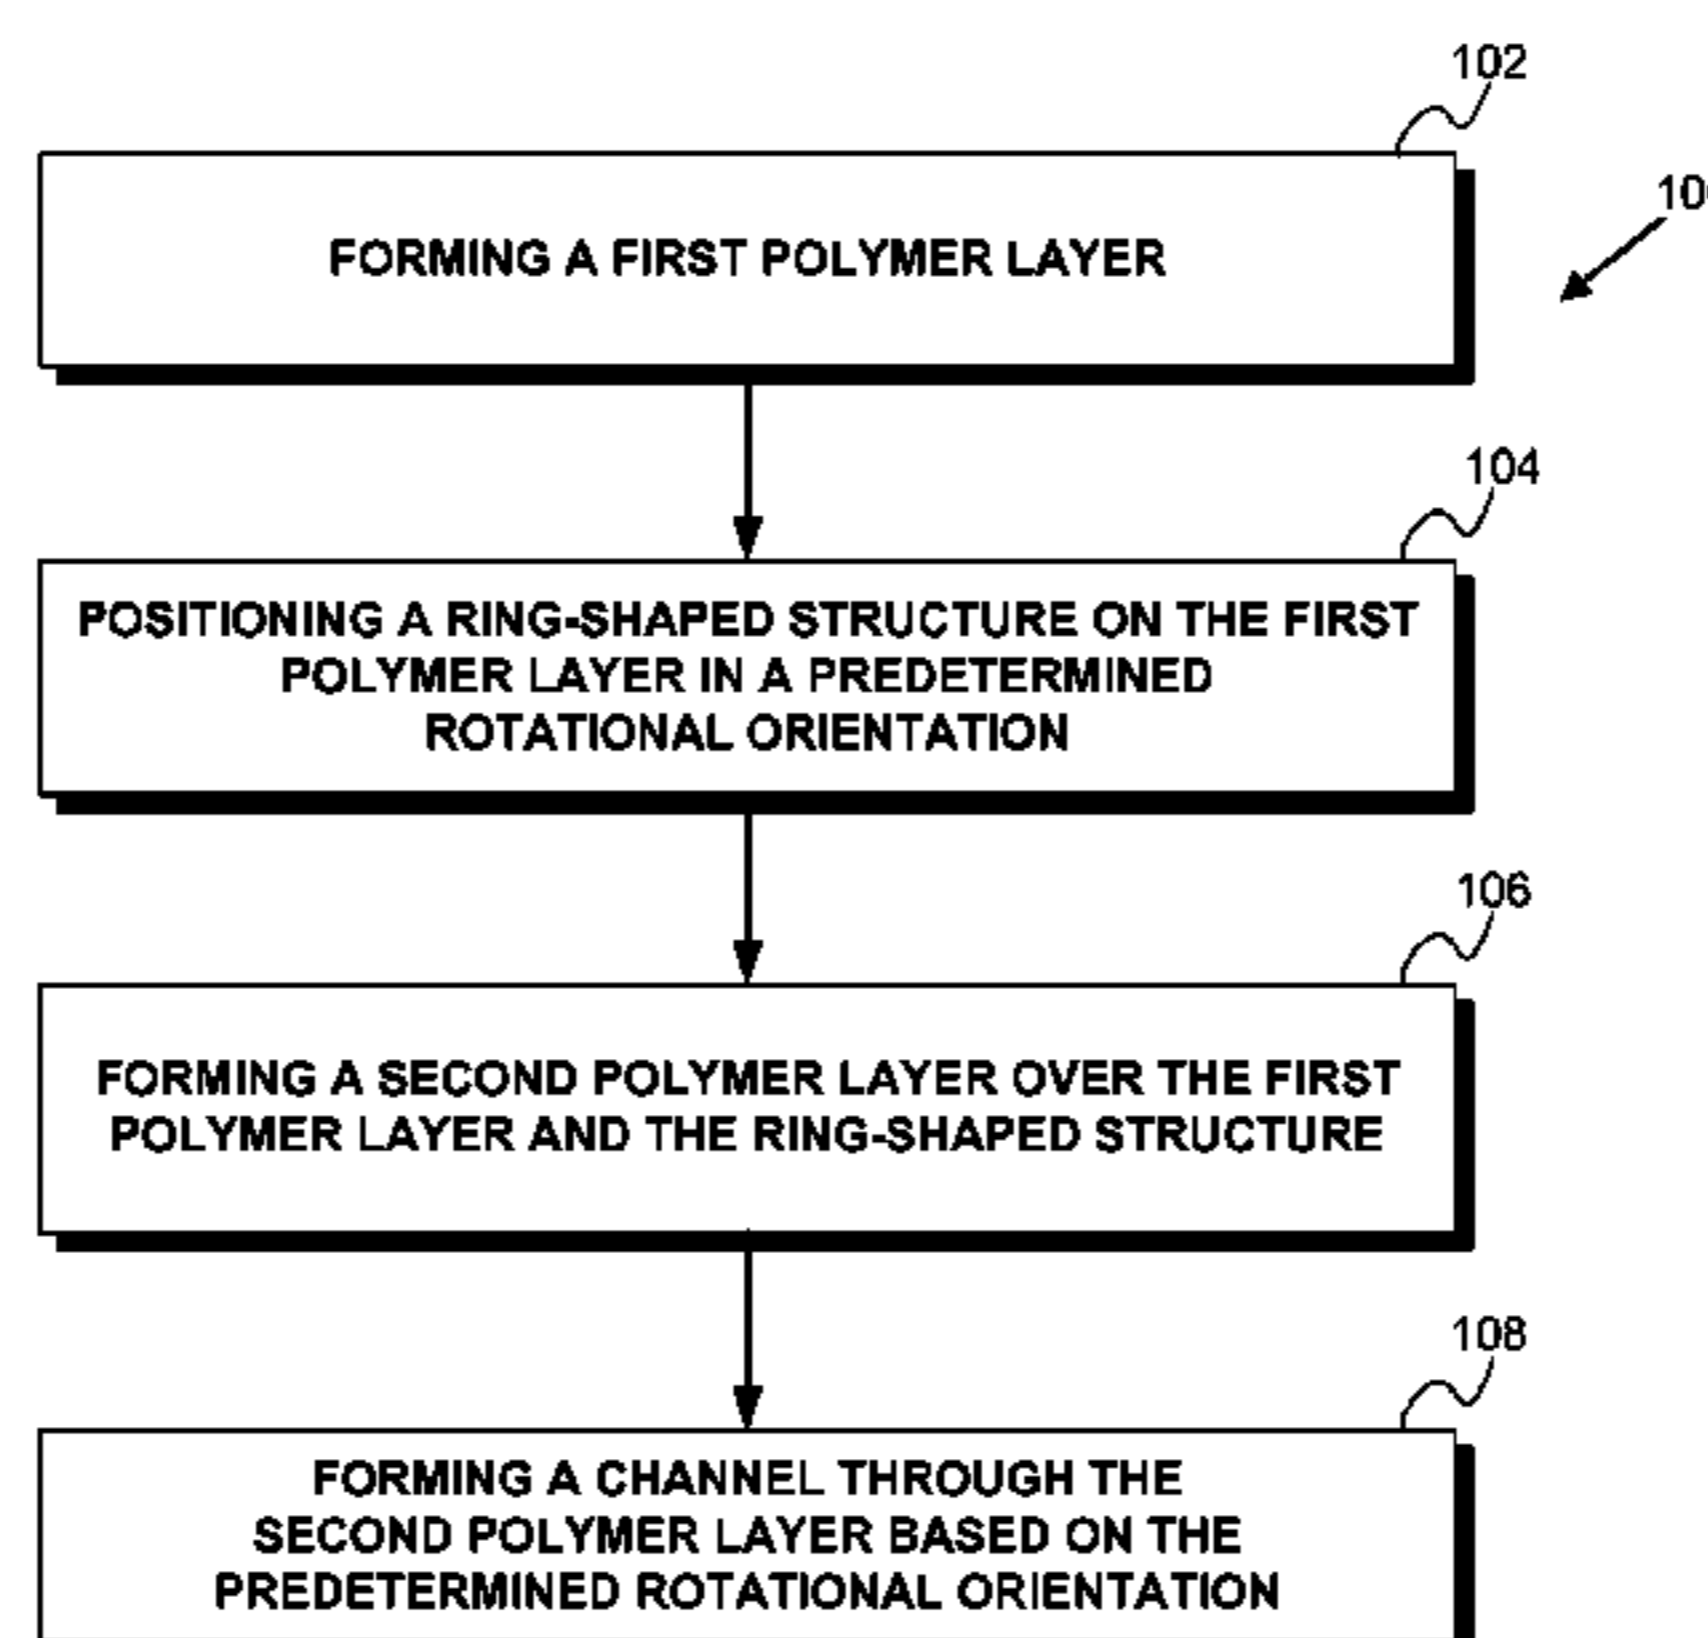 102
FORMING A FIRST POLYMER LAYER
104
POSITIONING A RING-SHAPED STRUCTURE ON THE FIRST
POLYMER LAYER IN A PREDETERMINED
ROTATIONAL ORIENTATION
106
FORMING A SECOND POLYMER LAYER OVER THE FIRST
POLYMER LAYER AND THE RING-SHAPED STRUCTURE
108
FORMING A CHANNEL THROUGH THE
SECOND POLYMER LAYER BASED ON THE
PREDETERMINED ROTATIONAL ORIENTATION